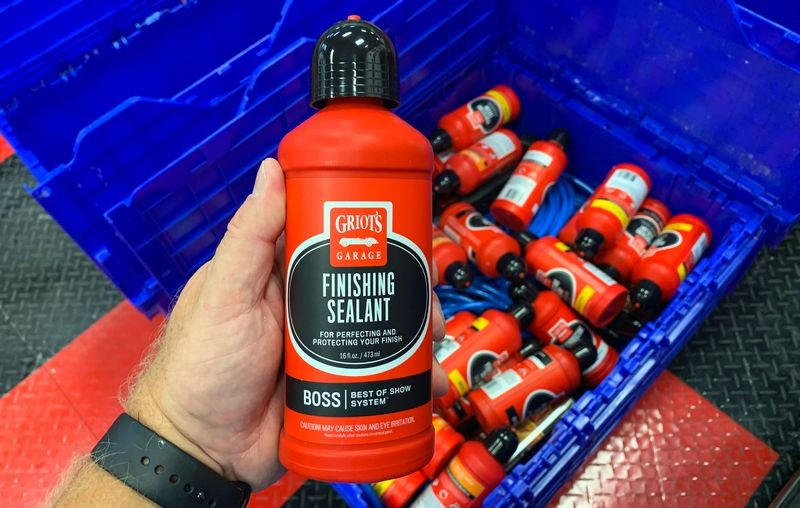 GRIOT'S
GARAGE
FINISHING
SEALANT
FOR PERFECTING AND
PROTECTING YOUR FINISH
16 fl. oz. / 473 ml
BOSS BEST OF SHOW
SYSTEM™
CAUTION! MAY CAUSE SKIN AND EYE IRRITATION.